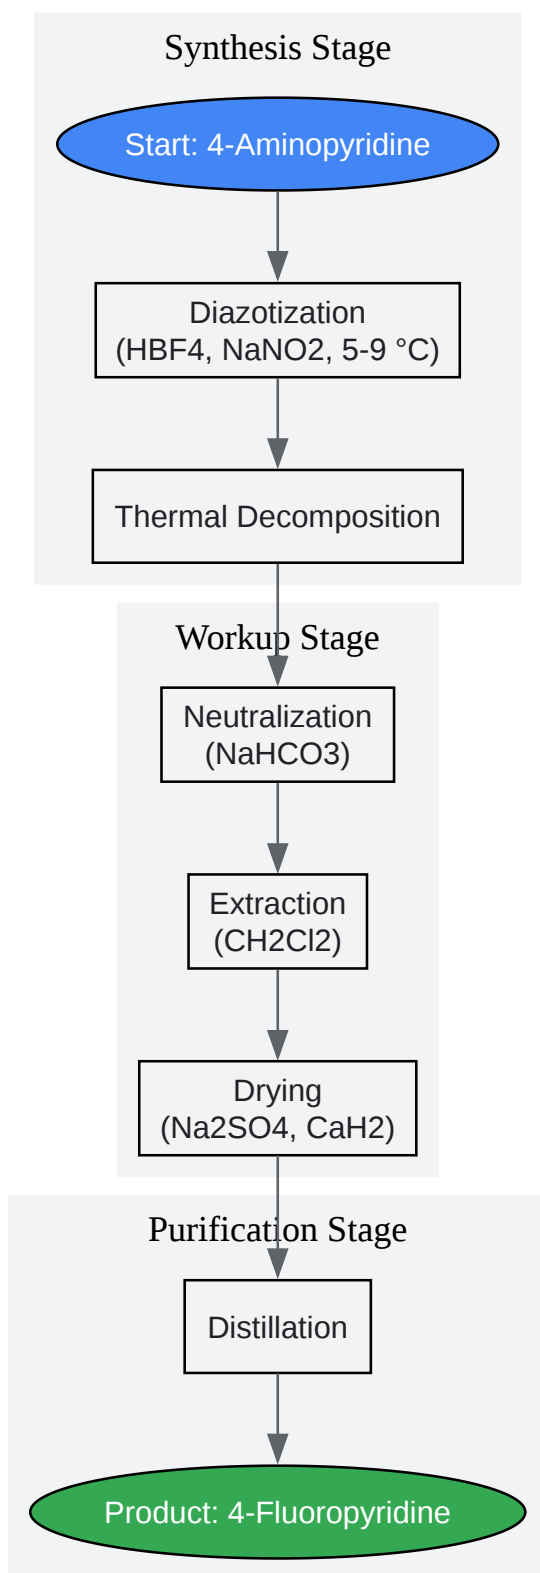 Synthesis Stage
Start: 4-Aminopyridine
Diazotization
(HBF4, NaNO2, 5-9 °C)
Thermal Decomposition
Workup Stage
Neutralization
(NaHCO3)
Extraction
(CH2Cl2)
Drying
(Na2SO4, CaH2)
Purification Stage
Distillation
Product: 4-Fluoropyridine